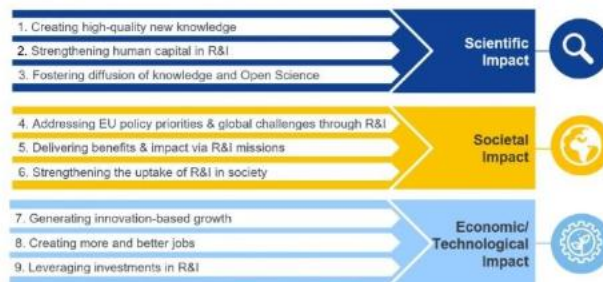 1. Creating high-quality new knowledge
2. Strengthening human capital in R&I
3. Fostering diffusion of knowledge and Open Science
Scientific
Impact
4. Addressing EU policy priorities & global challenges through R&I
5. Delivering benefits & impact via R&I missions
6. Strengthening the uptake of R&I in society
Societal
Impact
7. Generating innovation-based growth
8. Creating more and better jobs
9. Leveraging investments in R&I
Economic/
Technological
Impact